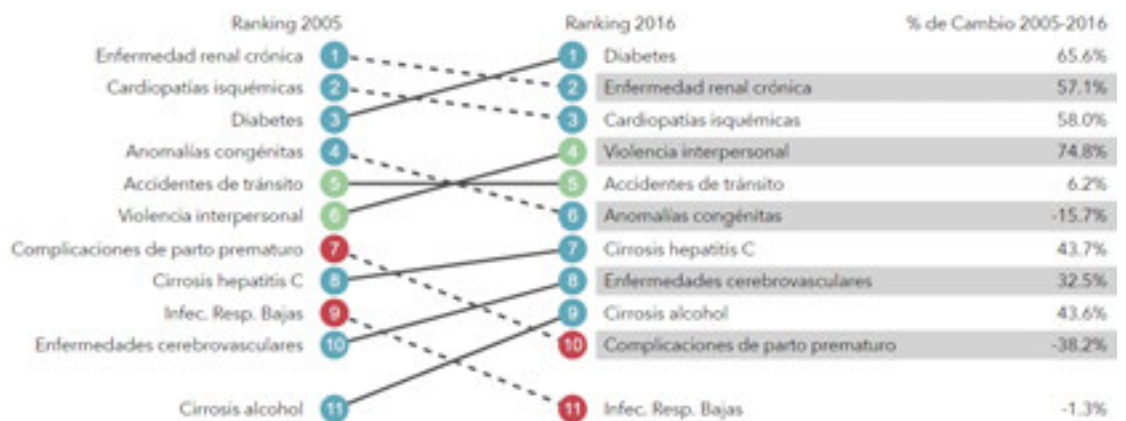 Ranking 2005 Ranking 2016 % de Cambio 2005-2016
Enfermedad renal crónica 1 1 Diabetes 65.6%
Cardiopatías isquémicas 2 2 Enfermedad renal crónica 57.1%
Diabetes 3 3 Cardiopatías isquémicas 58.0%
Anomalías congénitas 4 4 Violencia interpersonal 74.8%
Accidentes de tránsito 5 5 Accidentes de tránsito 6.2%
Violencia interpersonal 6 6 Anomalías congénitas -15.7%
Complicaciones de parto prematuro 7 7 Cirrosis hepatitis C 43.7%
Cirrosis hepatitis C 8 8 Enfermedades cerebrovasculares 32.5%
Infec. Resp. Bajas 9 9 Cirrosis alcohol 43.6%
Enfermedades cerebrovasculares 10 10 Complicaciones de parto prematuro -38.2%
Cirrosis alcohol 11 11 Infec. Resp. Bajas -1.3%